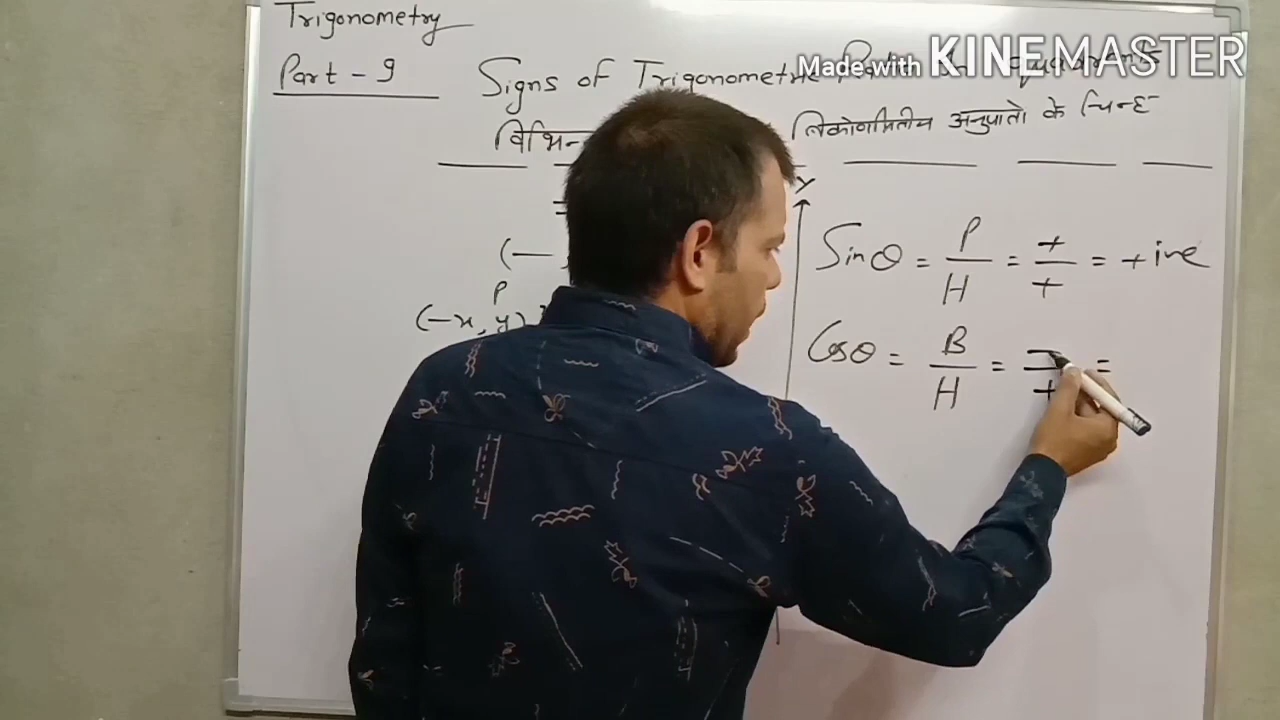 Trigonometry
Part - 9
Signs of Trigonometric
Made with KINEMASTER
त्रिकोणमितीय अनुपातो के चिन्ह
Y
(—,
P
(-x, y)
Sinθ = P/H = +/+ = +ive
Cosθ = B/H = -/+ =